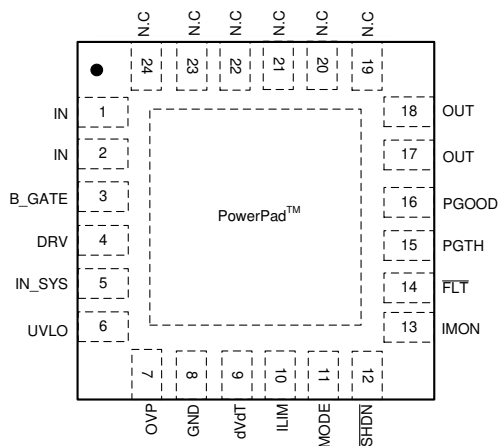 N.C N.C N.C N.C N.C N.C
24 23 22 21 20 19
IN 1 18 OUT
IN 2 17 OUT
B_GATE 3 16 PGOOD
PowerPad™
DRV 4 15 PGTH
IN_SYS 5 14 FLT
UVLO 6 13 IMON
7 8 9 10 11 12
OVP GND dVdT ILIM MODE SHDN